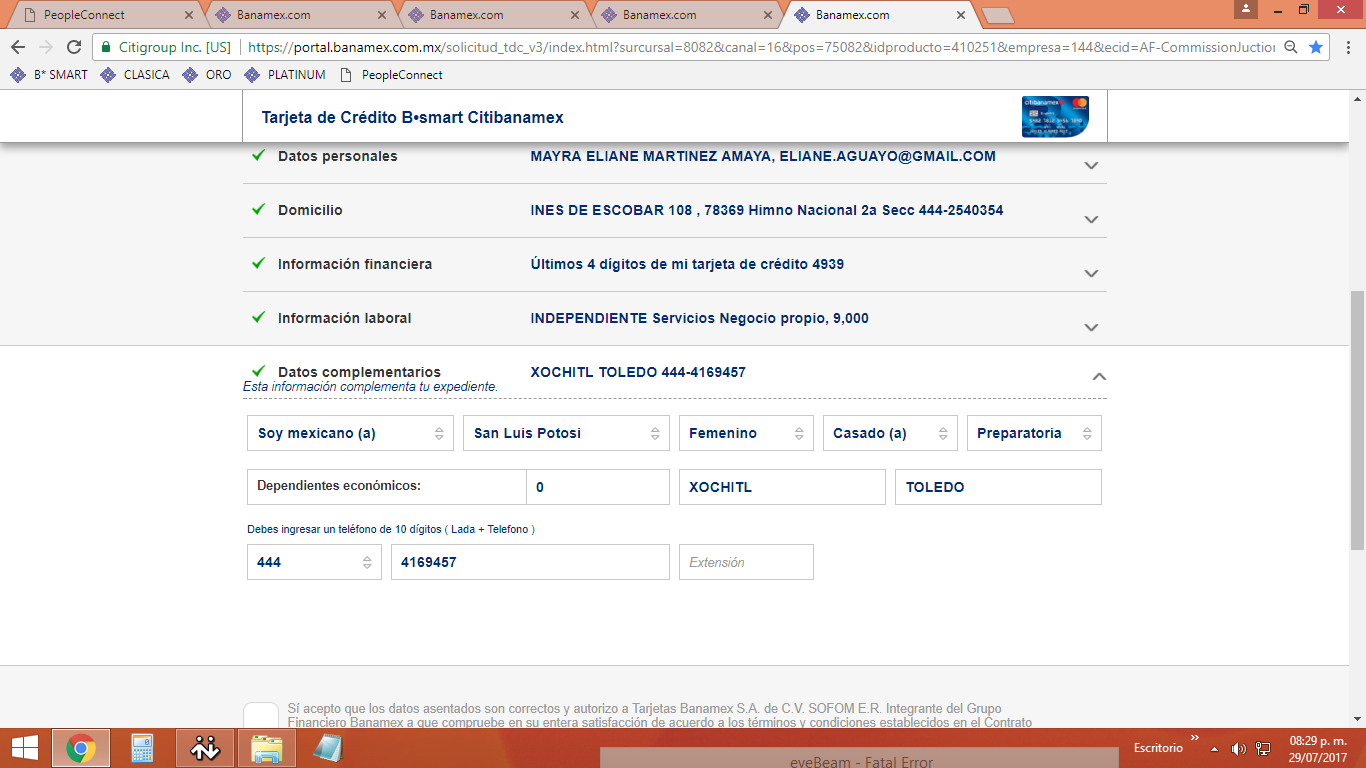 PeopleConnect Banamex.com Banamex.com Banamex.com Banamex.com
Citigroup Inc. [US] https://portal.banamex.com.mx/solicitud_tdc_v3/index.html?surcursal=8082&canal=16&pos=75082&idproducto=410251&empresa=144&ecid=AF-CommissionJuctio
B* SMART CLASICA ORO PLATINUM PeopleConnect
Tarjeta de Crédito B•smart Citibanamex
citibanamex
Datos personales MAYRA ELIANE MARTINEZ AMAYA, ELIANE.AGUAYO@GMAIL.COM
Domicilio INES DE ESCOBAR 108 , 78369 Himno Nacional 2a Secc 444-2540354
Información financiera Últimos 4 dígitos de mi tarjeta de crédito 4939
Información laboral INDEPENDIENTE Servicios Negocio propio, 9,000
Datos complementarios XOCHITL TOLEDO 444-4169457
Esta información complementa tu expediente.
Soy mexicano (a) San Luis Potosi Femenino Casado (a) Preparatoria
Dependientes económicos: 0 XOCHITL TOLEDO
Debes ingresar un teléfono de 10 dígitos ( Lada + Telefono )
444 4169457 Extensión
Sí acepto que los datos asentados son correctos y autorizo a Tarjetas Banamex S.A. de C.V. SOFOM E.R. Integrante del Grupo
Financiero Banamex a que compruebe en su entera satisfacción de acuerdo a los términos y condiciones establecidos en el Contrato
Escritorio 08:29 p. m.
29/07/2017
eyeBeam - Fatal Error